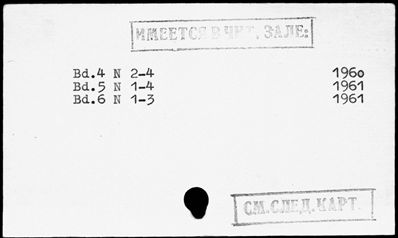 ИМЕЕТСЯ В ЧИТ. ЗАЛЕ:
Bd.4 N 2-4 1960
Bd.5 N 1-4 1961
Bd.6 N 1-3 1961
СМ. СЛЕД. КАРТ.